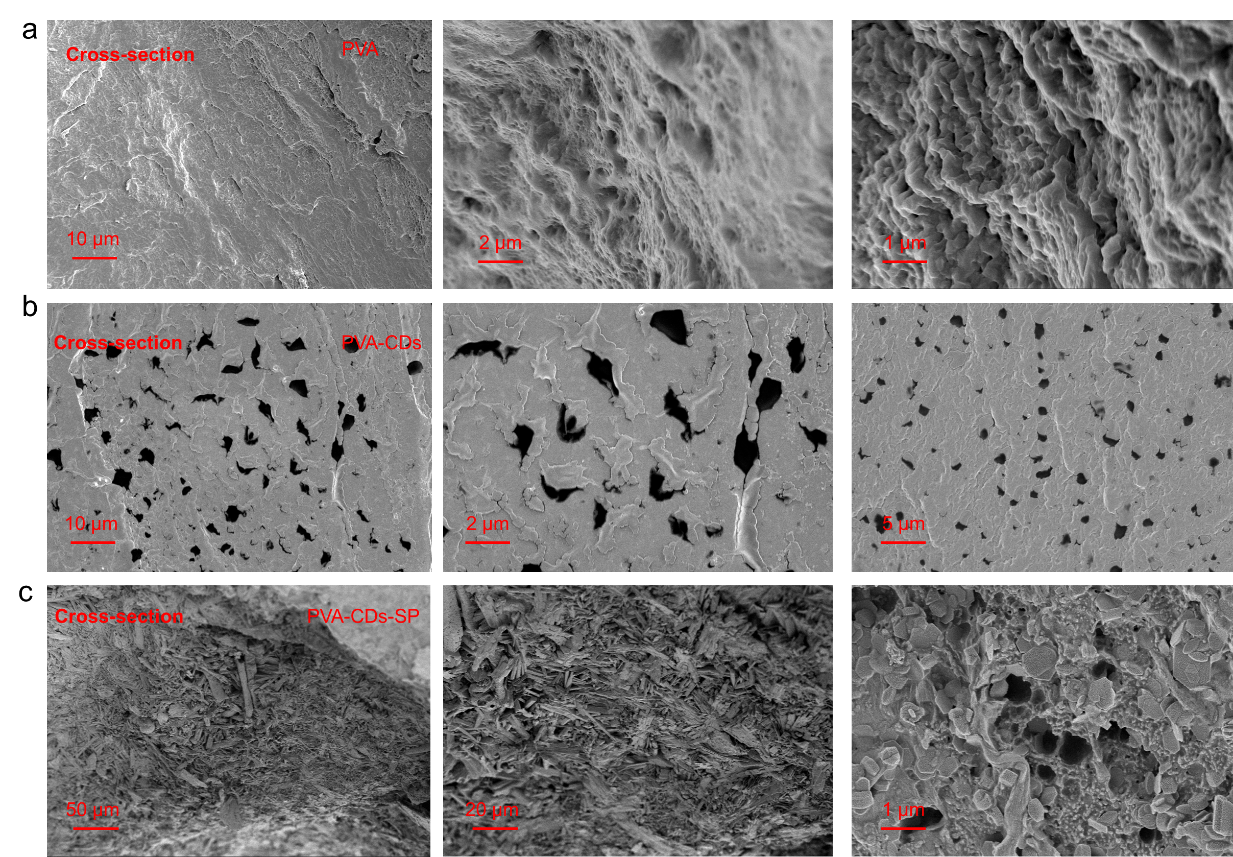 a
Cross-section
PVA
10 µm
2 µm
1 µm
b
Cross-section
PVA-CDs
10 µm
2 µm
5 µm
c
Cross-section
PVA-CDs-SP
50 µm
20 µm
1 µm